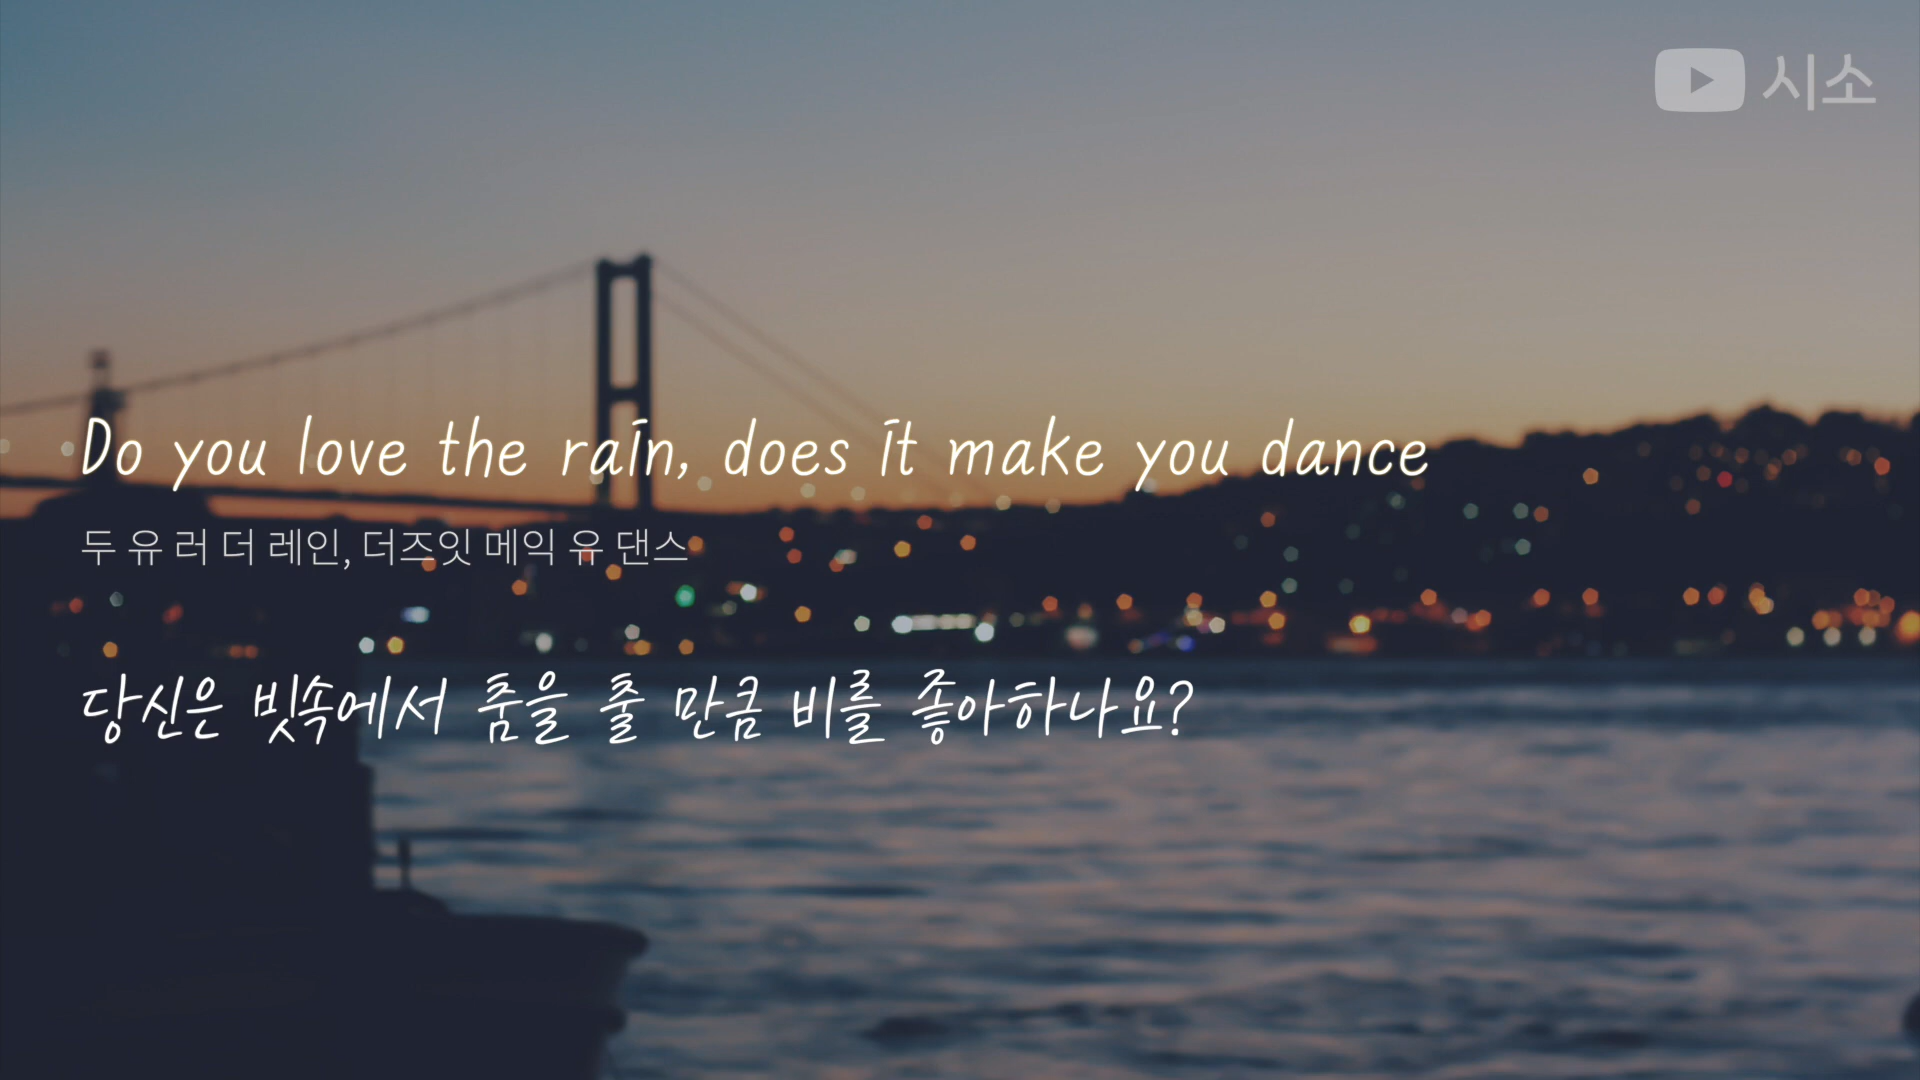 시소
Do you love the rain, does it make you dance
두 유 러 더 레인, 더즈잇 메익 유 댄스
당신은 빗속에서 춤을 출 만큼 비를 좋아하나요?